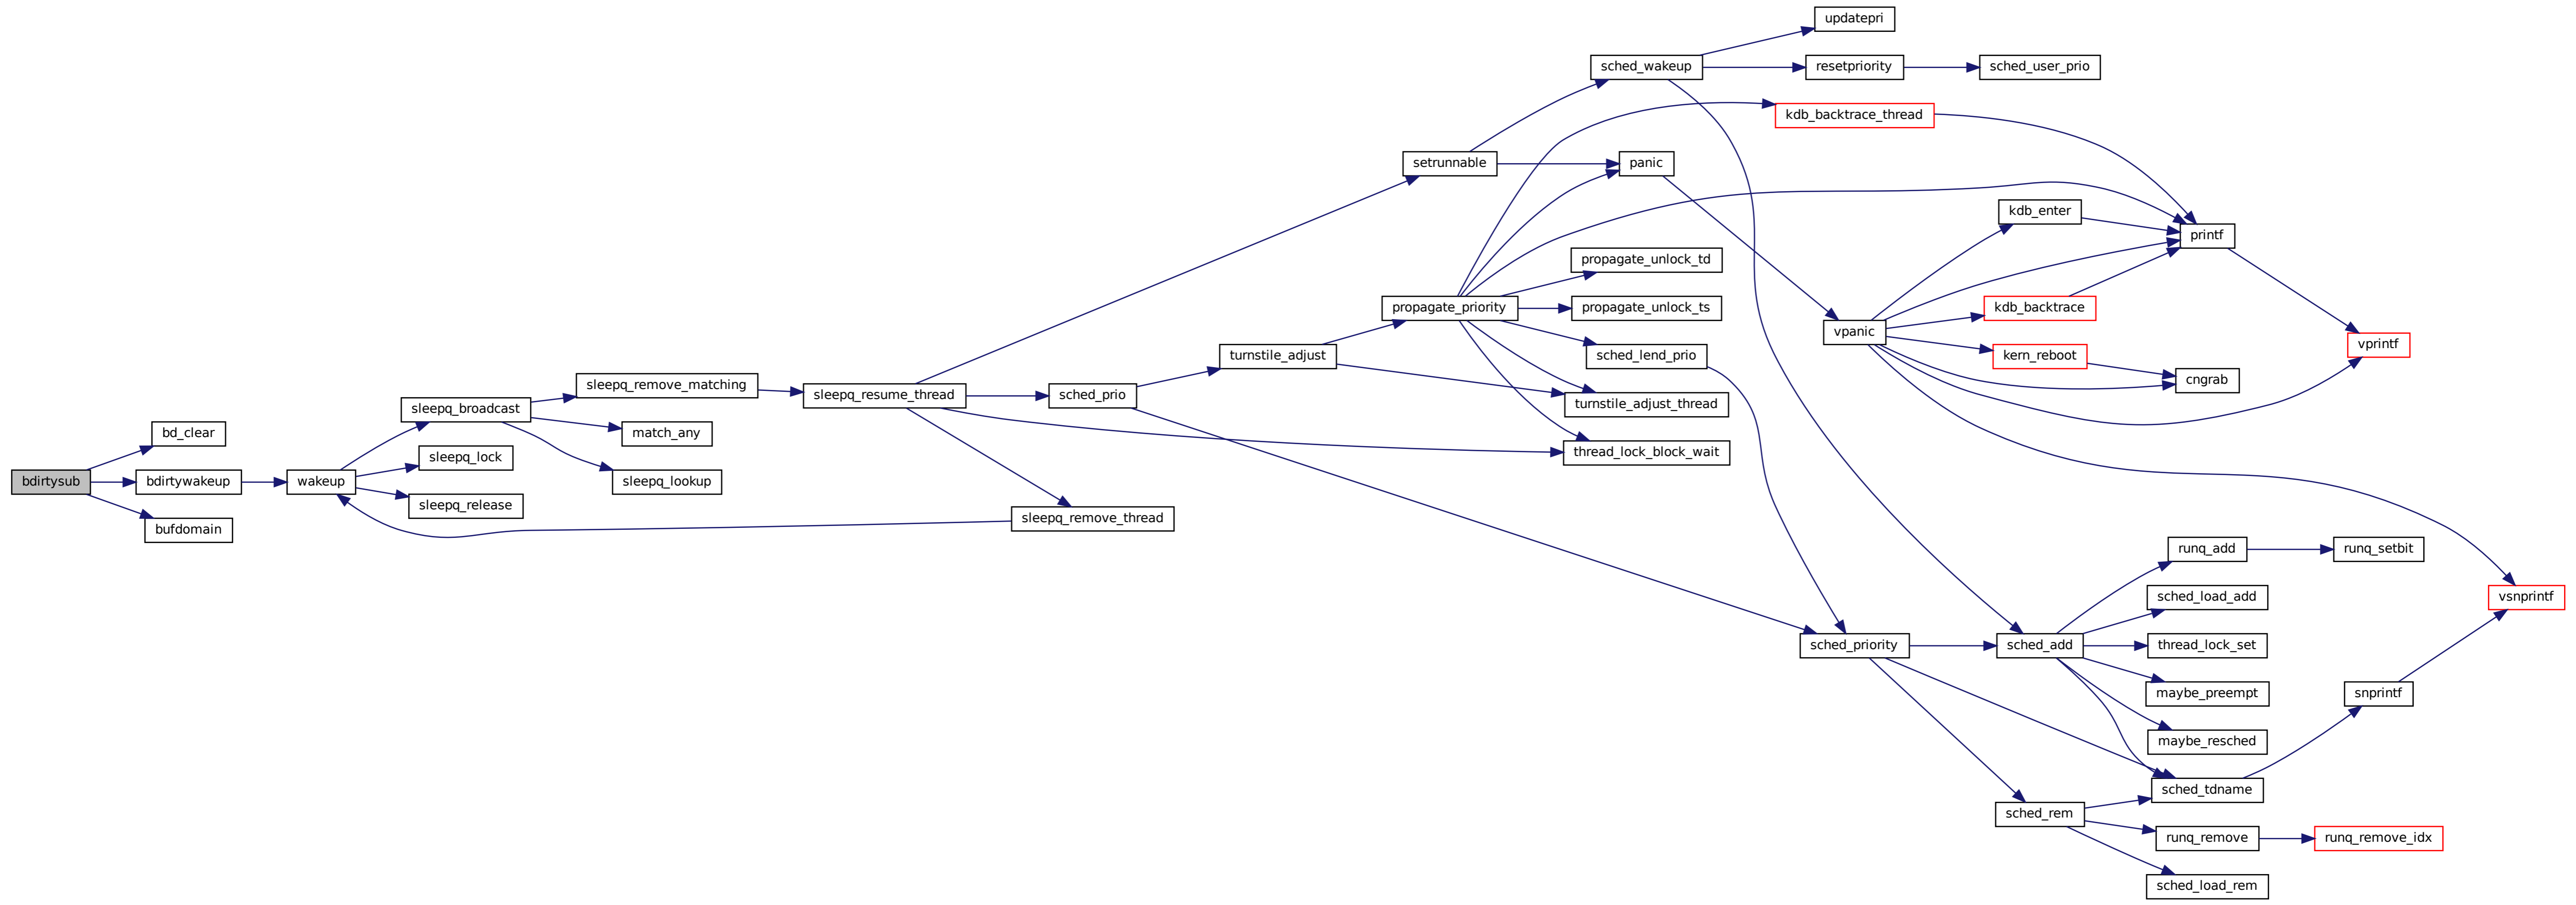 bdirtysub
bd_clear
bdirtywakeup
bufdomain
wakeup
sleepq_broadcast
sleepq_lock
sleepq_release
sleepq_remove_matching
match_any
sleepq_lookup
sleepq_resume_thread
sched_prio
sleepq_remove_thread
turnstile_adjust
setrunnable
propagate_priority
sched_wakeup
panic
propagate_unlock_td
propagate_unlock_ts
sched_lend_prio
turnstile_adjust_thread
thread_lock_block_wait
updatepri
resetpriority
kdb_backtrace_thread
vpanic
sched_priority
sched_user_prio
kdb_enter
kdb_backtrace
kern_reboot
sched_add
sched_rem
printf
cngrab
runq_add
sched_load_add
thread_lock_set
maybe_preempt
maybe_resched
sched_tdname
runq_remove
sched_load_rem
vprintf
runq_setbit
snprintf
runq_remove_idx
vsnprintf